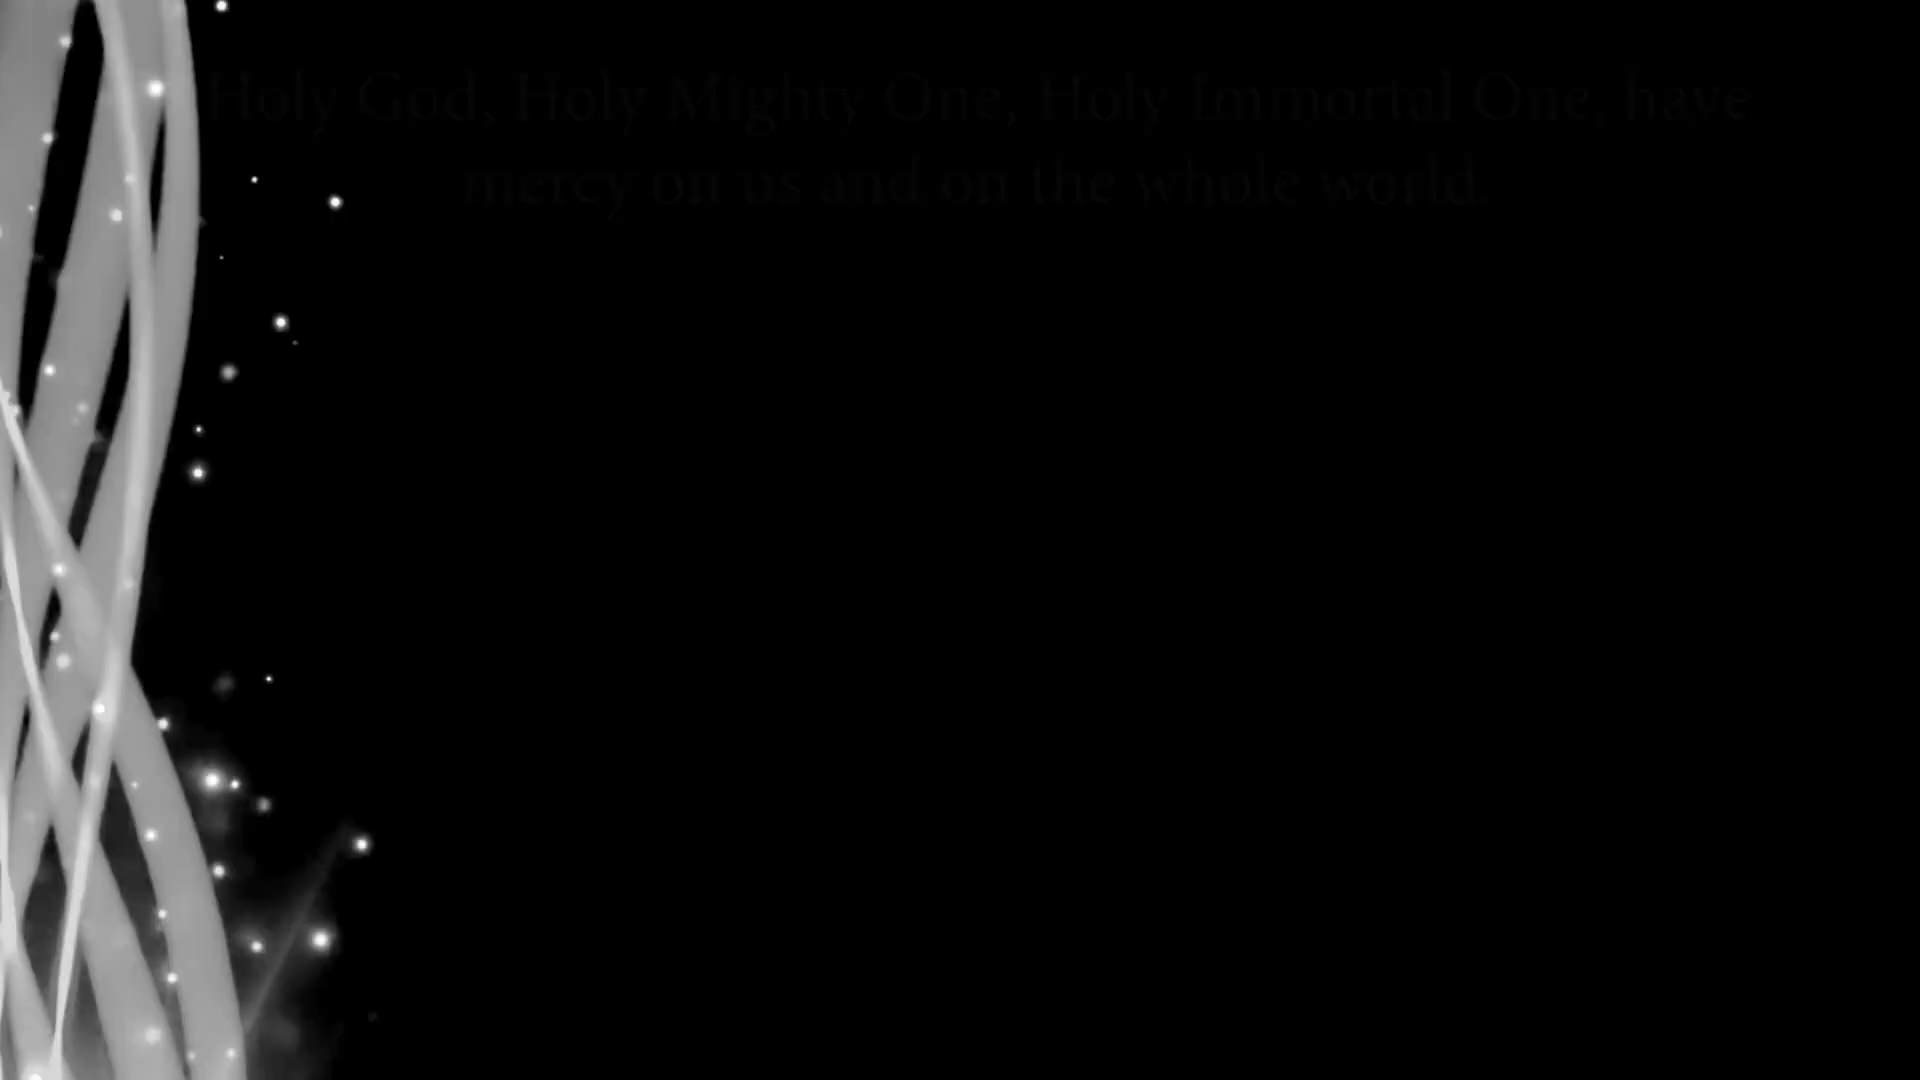 Holy God, Holy Mighty One, Holy Immortal One, have
mercy on us and on the whole world.